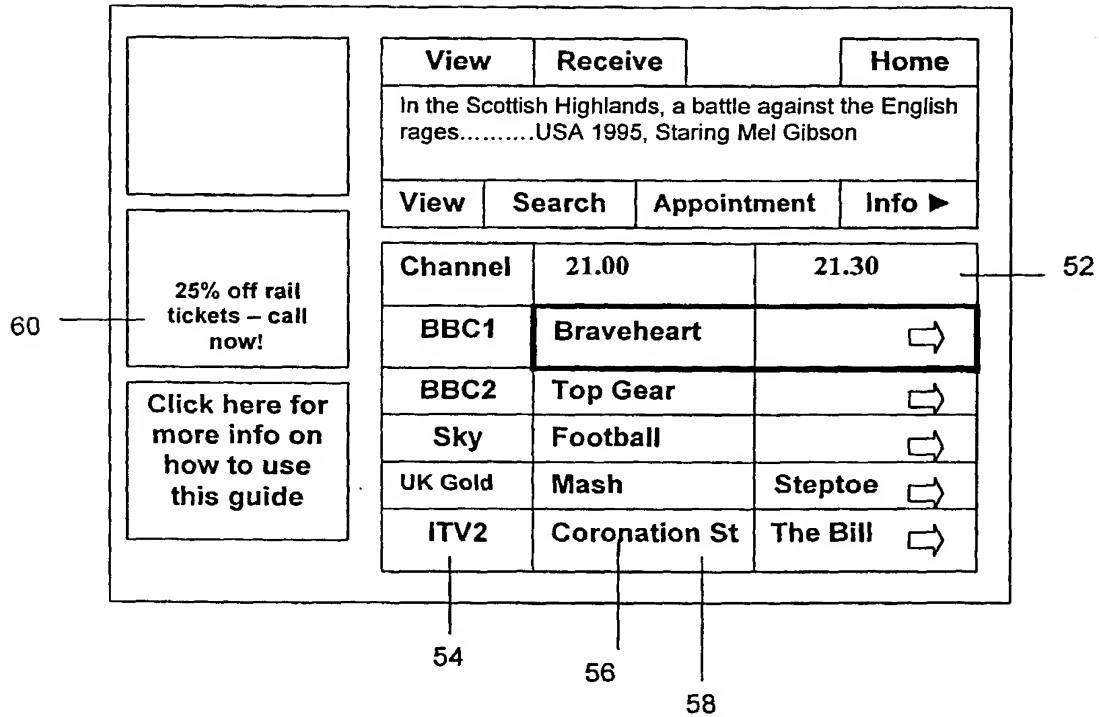 View Receive Home
In the Scottish Highlands, a battle against the English
rages..........USA 1995, Staring Mel Gibson
View Search Appointment Info ►
25% off rail
tickets – call
now!
Click here for
more info on
how to use
this guide
Channel 21.00 21.30
BBC1 Braveheart
BBC2 Top Gear
Sky Football
UK Gold Mash Steptoe
ITV2 Coronation St The Bill
52
60
54
56
58